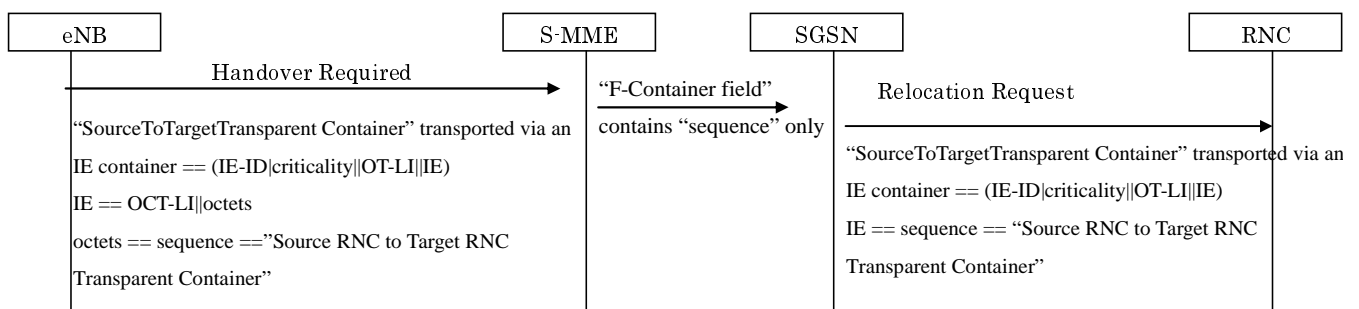 eNB
S-MME
SGSN
RNC
Handover Required
“SourceToTargetTransparent Container” transported via an
IE container == (IE-ID|criticality||OT-LI||IE)
IE == OCT-LI||octets
octets == sequence ==”Source RNC to Target RNC
Transparent Container”
“F-Container field”
contains “sequence” only
Relocation Request
“SourceToTargetTransparent Container” transported via an
IE container == (IE-ID|criticality||OT-LI||IE)
IE == sequence == “Source RNC to Target RNC
Transparent Container”